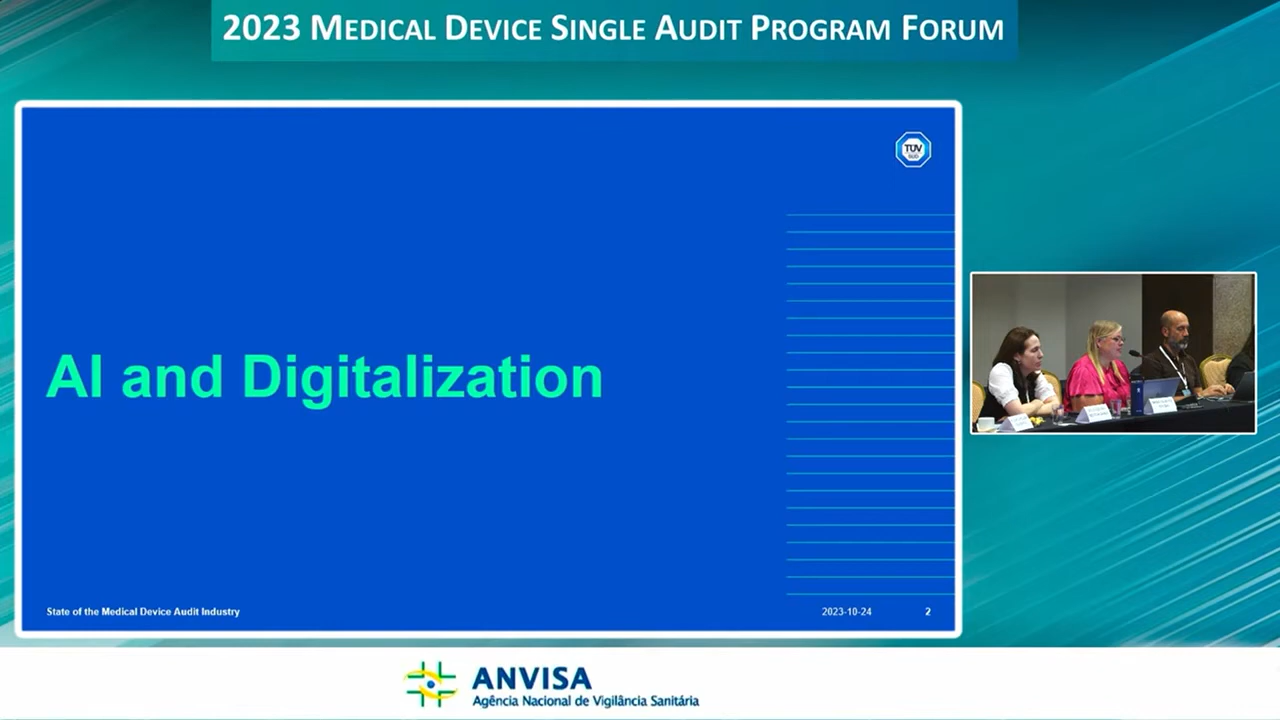 2023 MEDICAL DEVICE SINGLE AUDIT PROGRAM FORUM
TÜV
SÜD
AI and Digitalization
State of the Medical Device Audit Industry
2023-10-24
2
ANVISA
Agência Nacional de Vigilância Sanitária